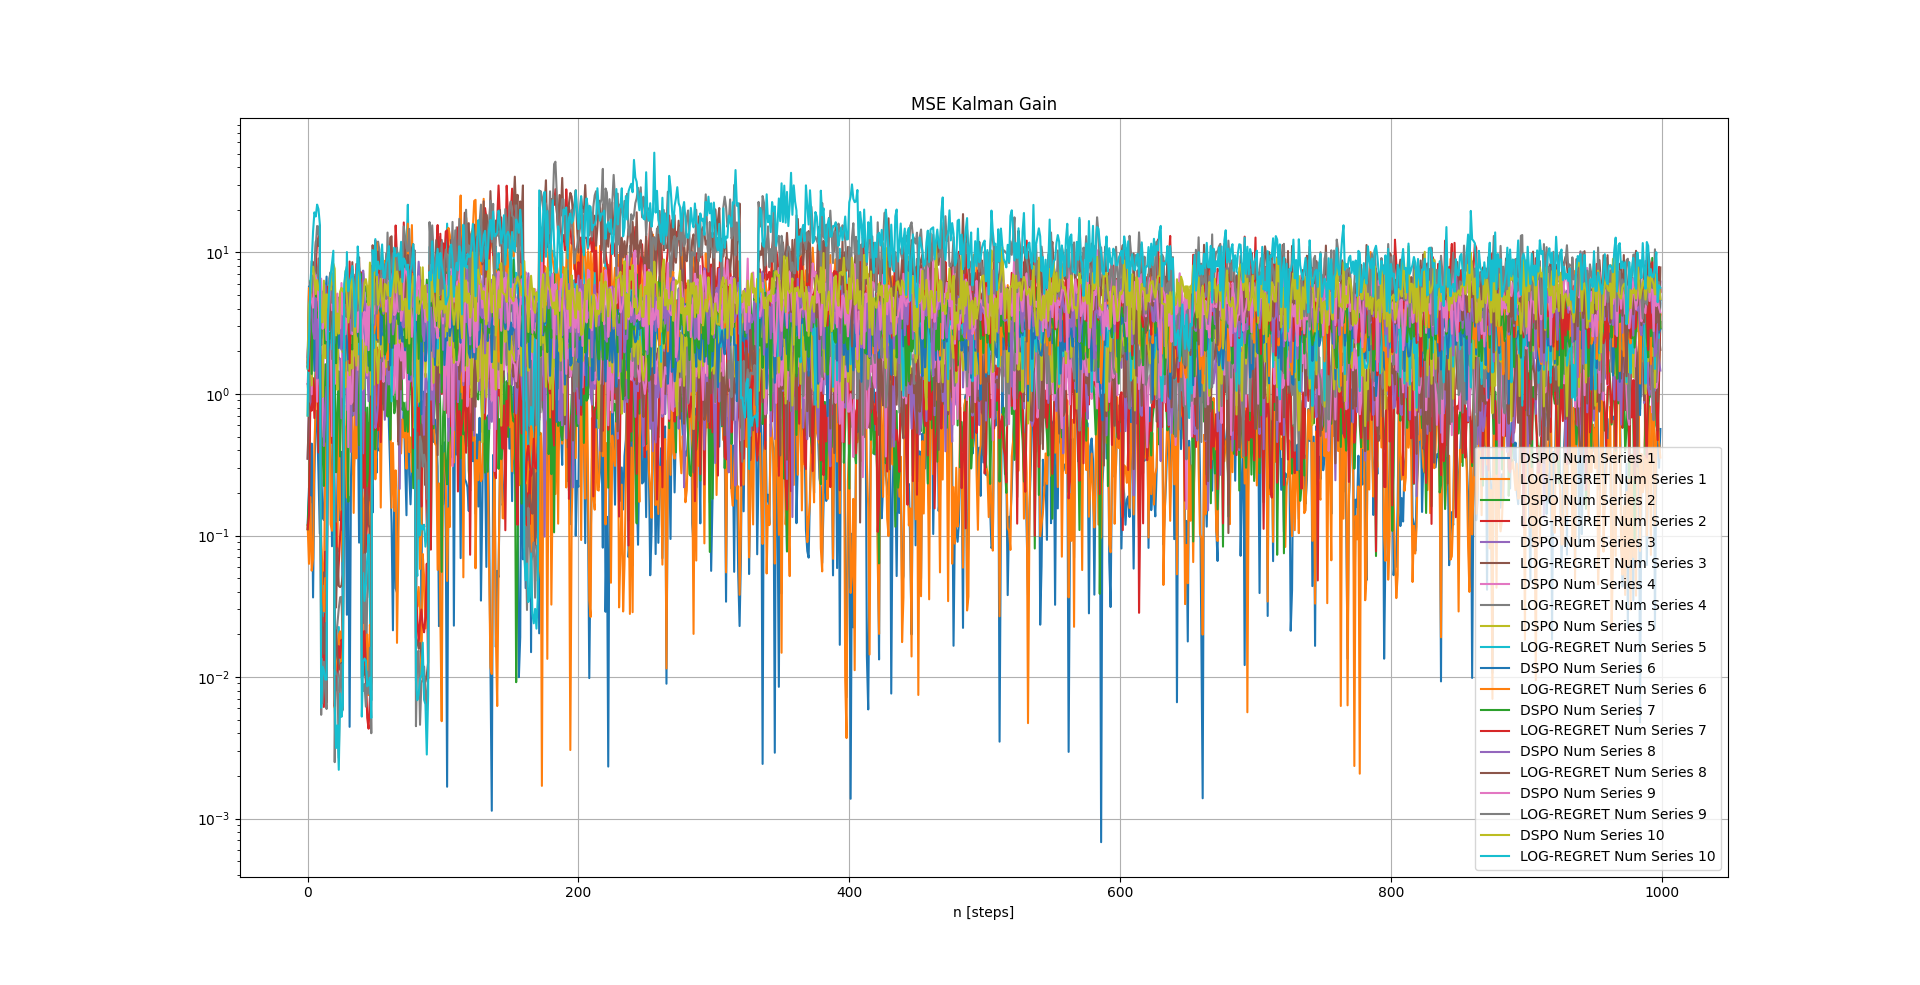 MSE Kalman Gain
10¹
10⁰
10⁻¹
10⁻²
10⁻³
DSPO Num Series 1
LOG-REGRET Num Series 1
DSPO Num Series 2
LOG-REGRET Num Series 2
DSPO Num Series 3
LOG-REGRET Num Series 3
DSPO Num Series 4
LOG-REGRET Num Series 4
DSPO Num Series 5
LOG-REGRET Num Series 5
DSPO Num Series 6
LOG-REGRET Num Series 6
DSPO Num Series 7
LOG-REGRET Num Series 7
DSPO Num Series 8
LOG-REGRET Num Series 8
DSPO Num Series 9
LOG-REGRET Num Series 9
DSPO Num Series 10
LOG-REGRET Num Series 10
0 200 400 600 800 1000
n [steps]